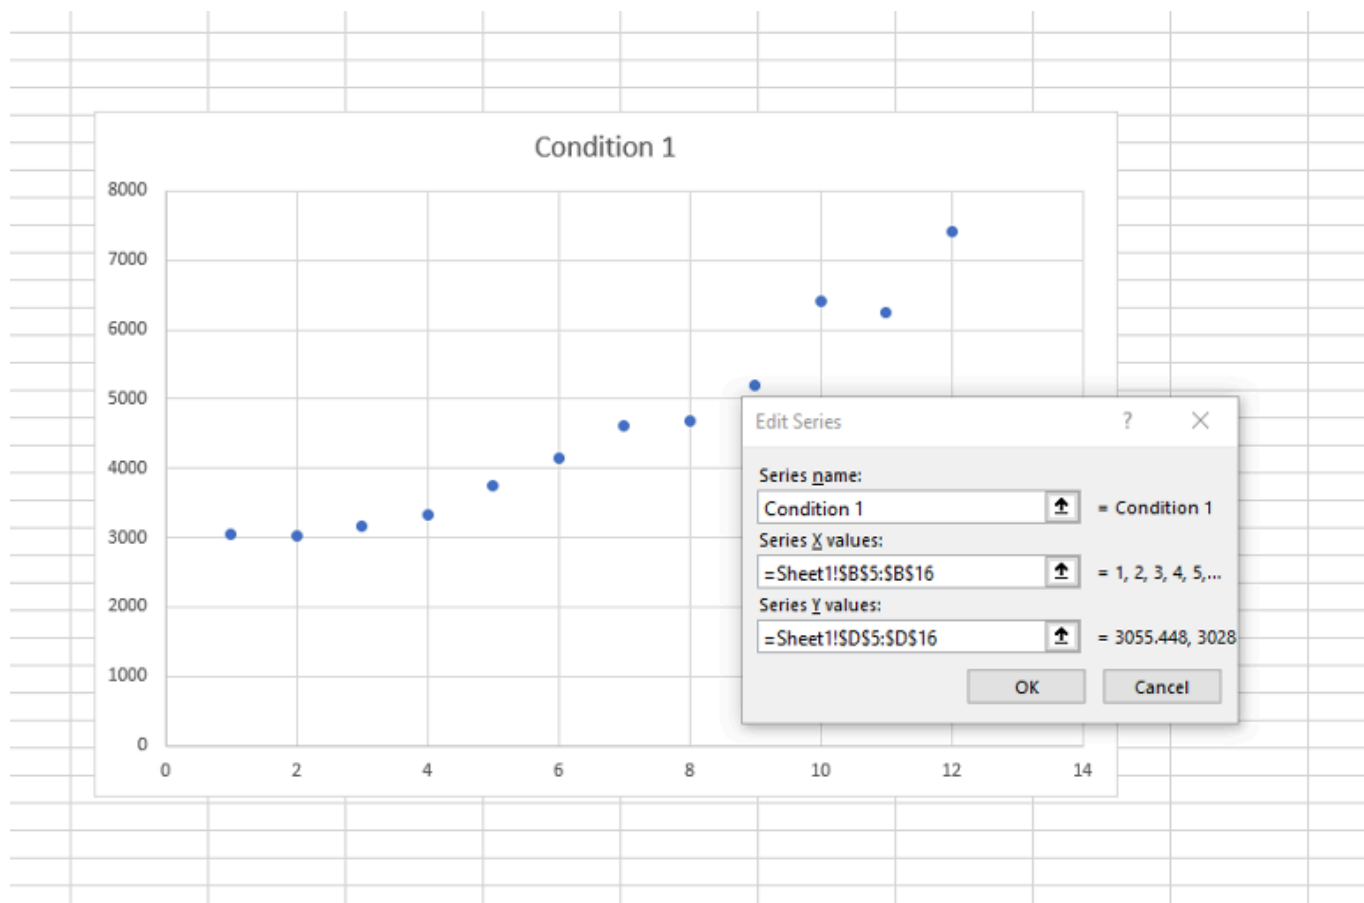 Condition 1
8000
7000
6000
5000
4000
3000
2000
1000
0
0 2 4 6 8 10 12 14
Edit Series ?
Series name:
Condition 1 = Condition 1
Series X values:
=Sheet1!$B$5:$B$16 = 1, 2, 3, 4, 5,...
Series Y values:
=Sheet1!$D$5:$D$16 = 3055.448, 3028
OK Cancel